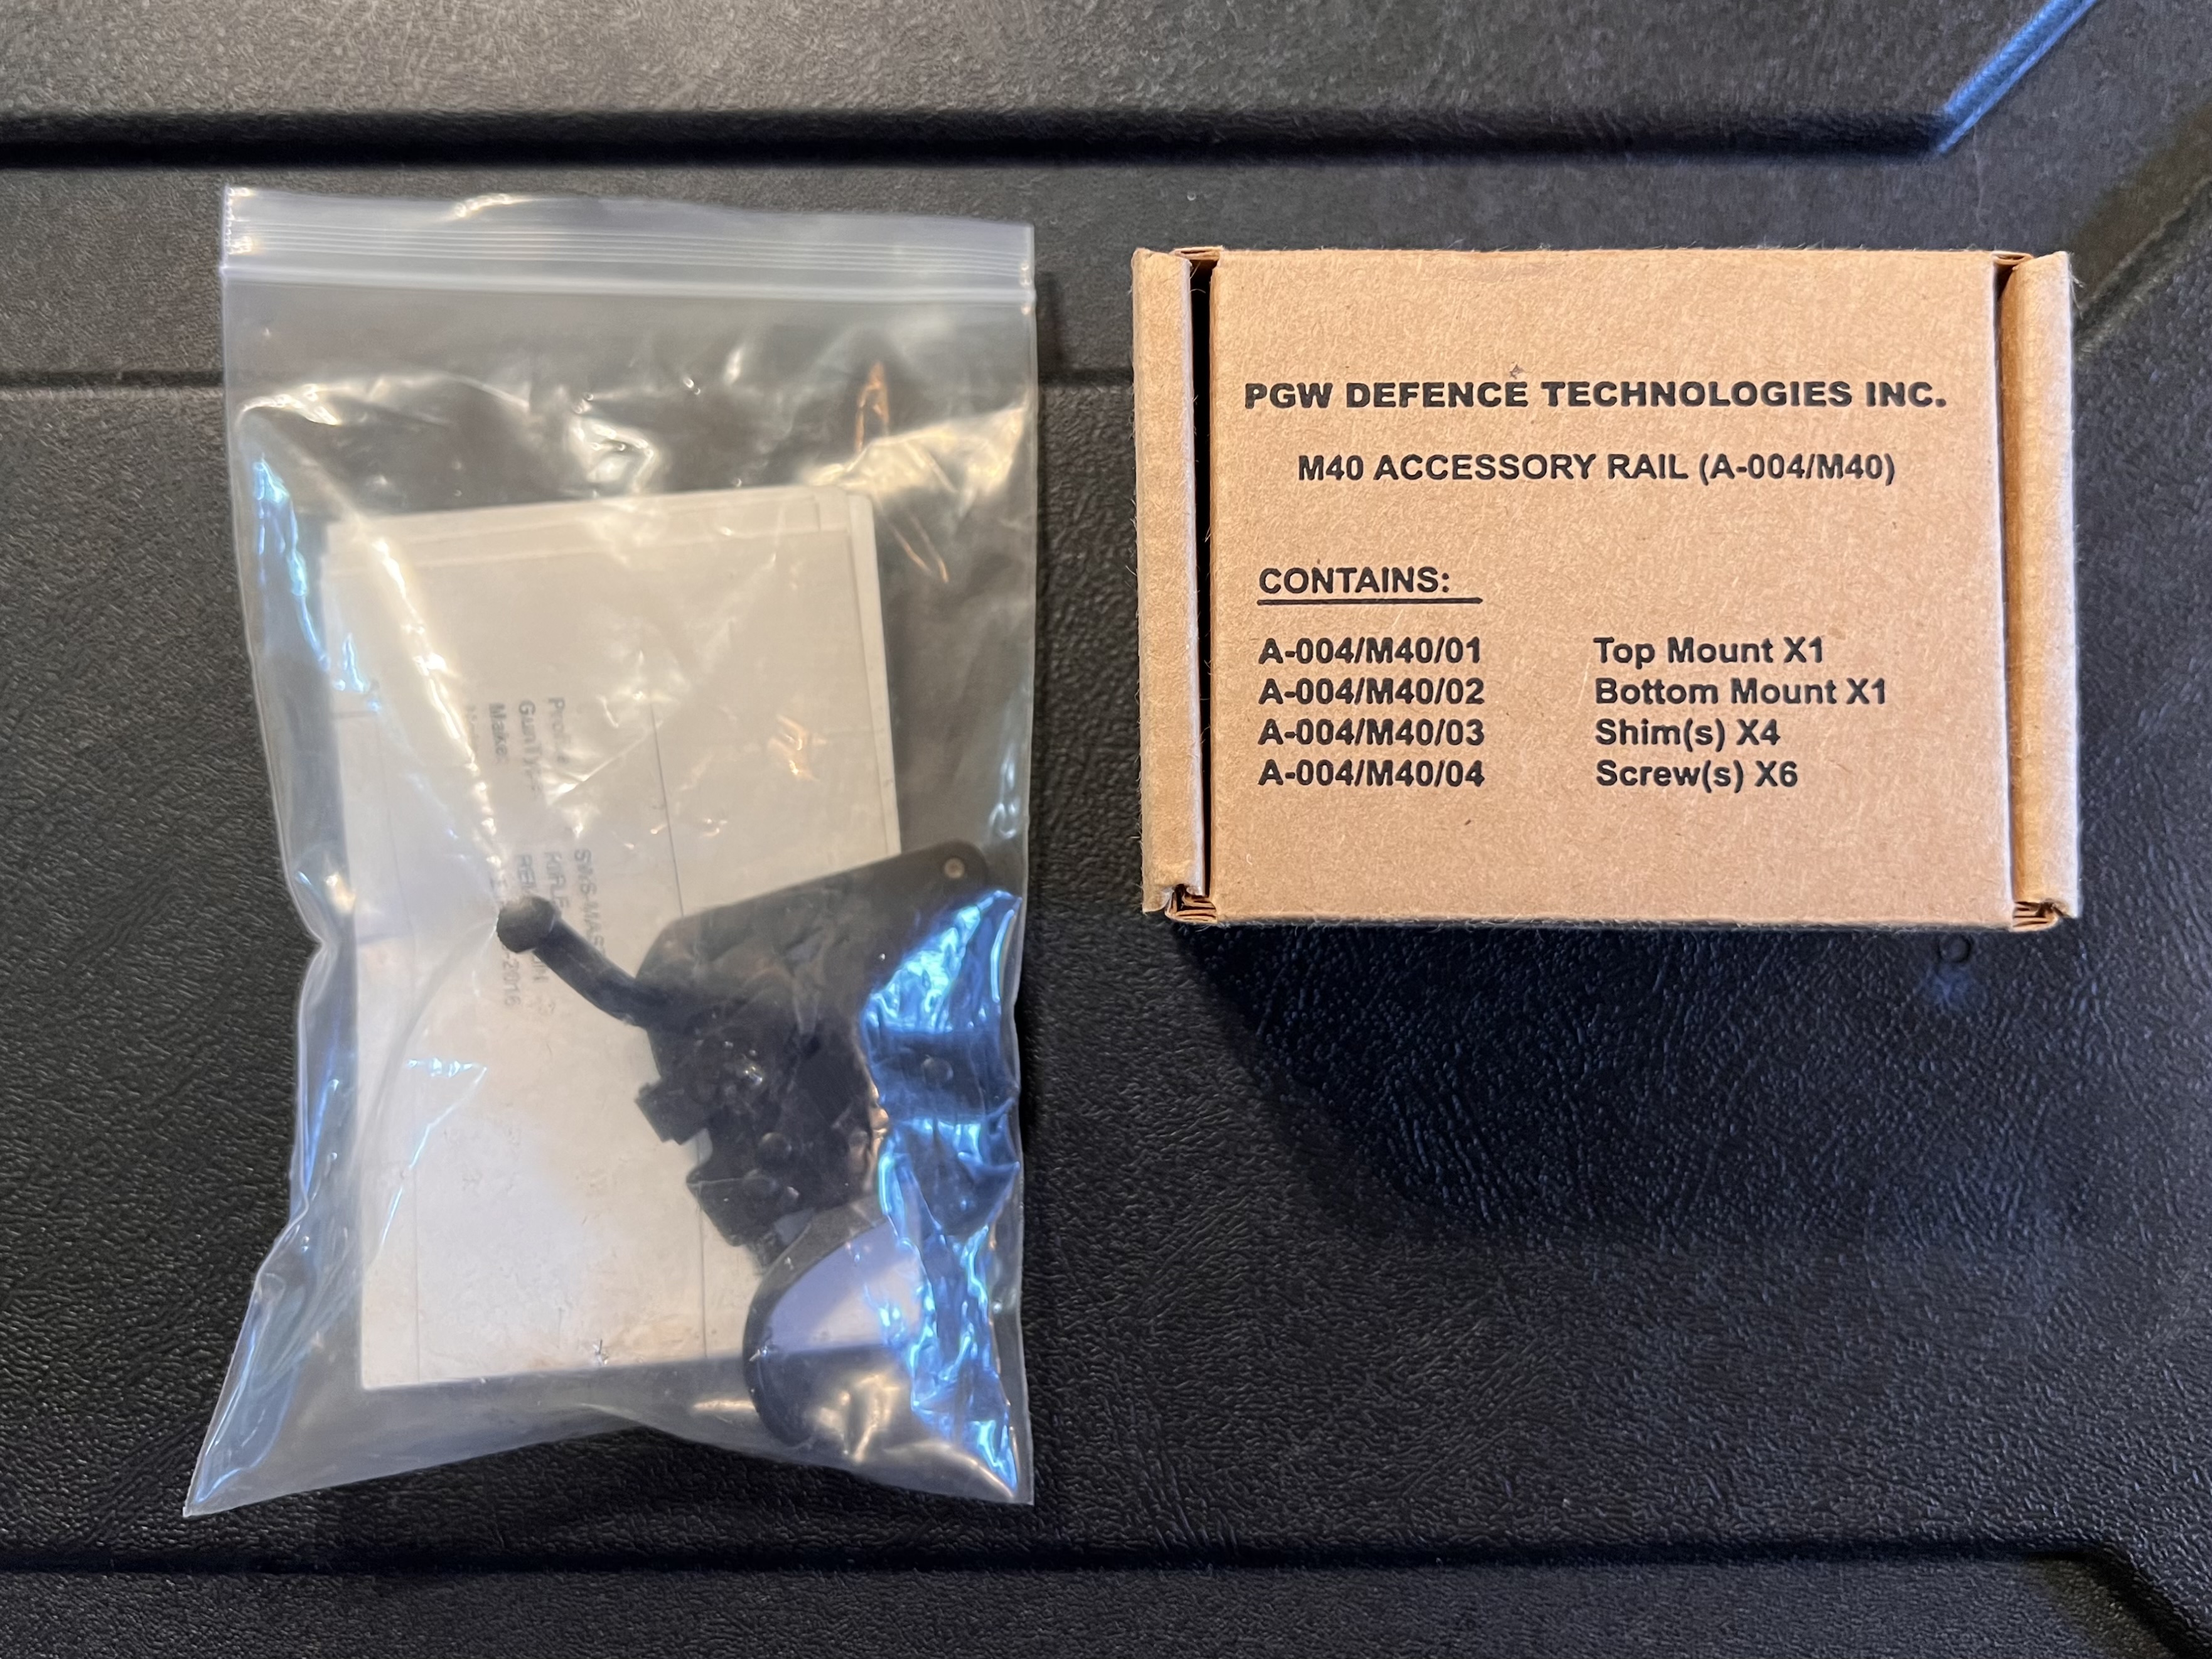 PGW DEFENCE TECHNOLOGIES INC.
M40 ACCESSORY RAIL (A-004/M40)
CONTAINS:
A-004/M40/01 Top Mount X1
A-004/M40/02 Bottom Mount X1
A-004/M40/03 Shim(s) X4
A-004/M40/04 Screw(s) X6
Make: